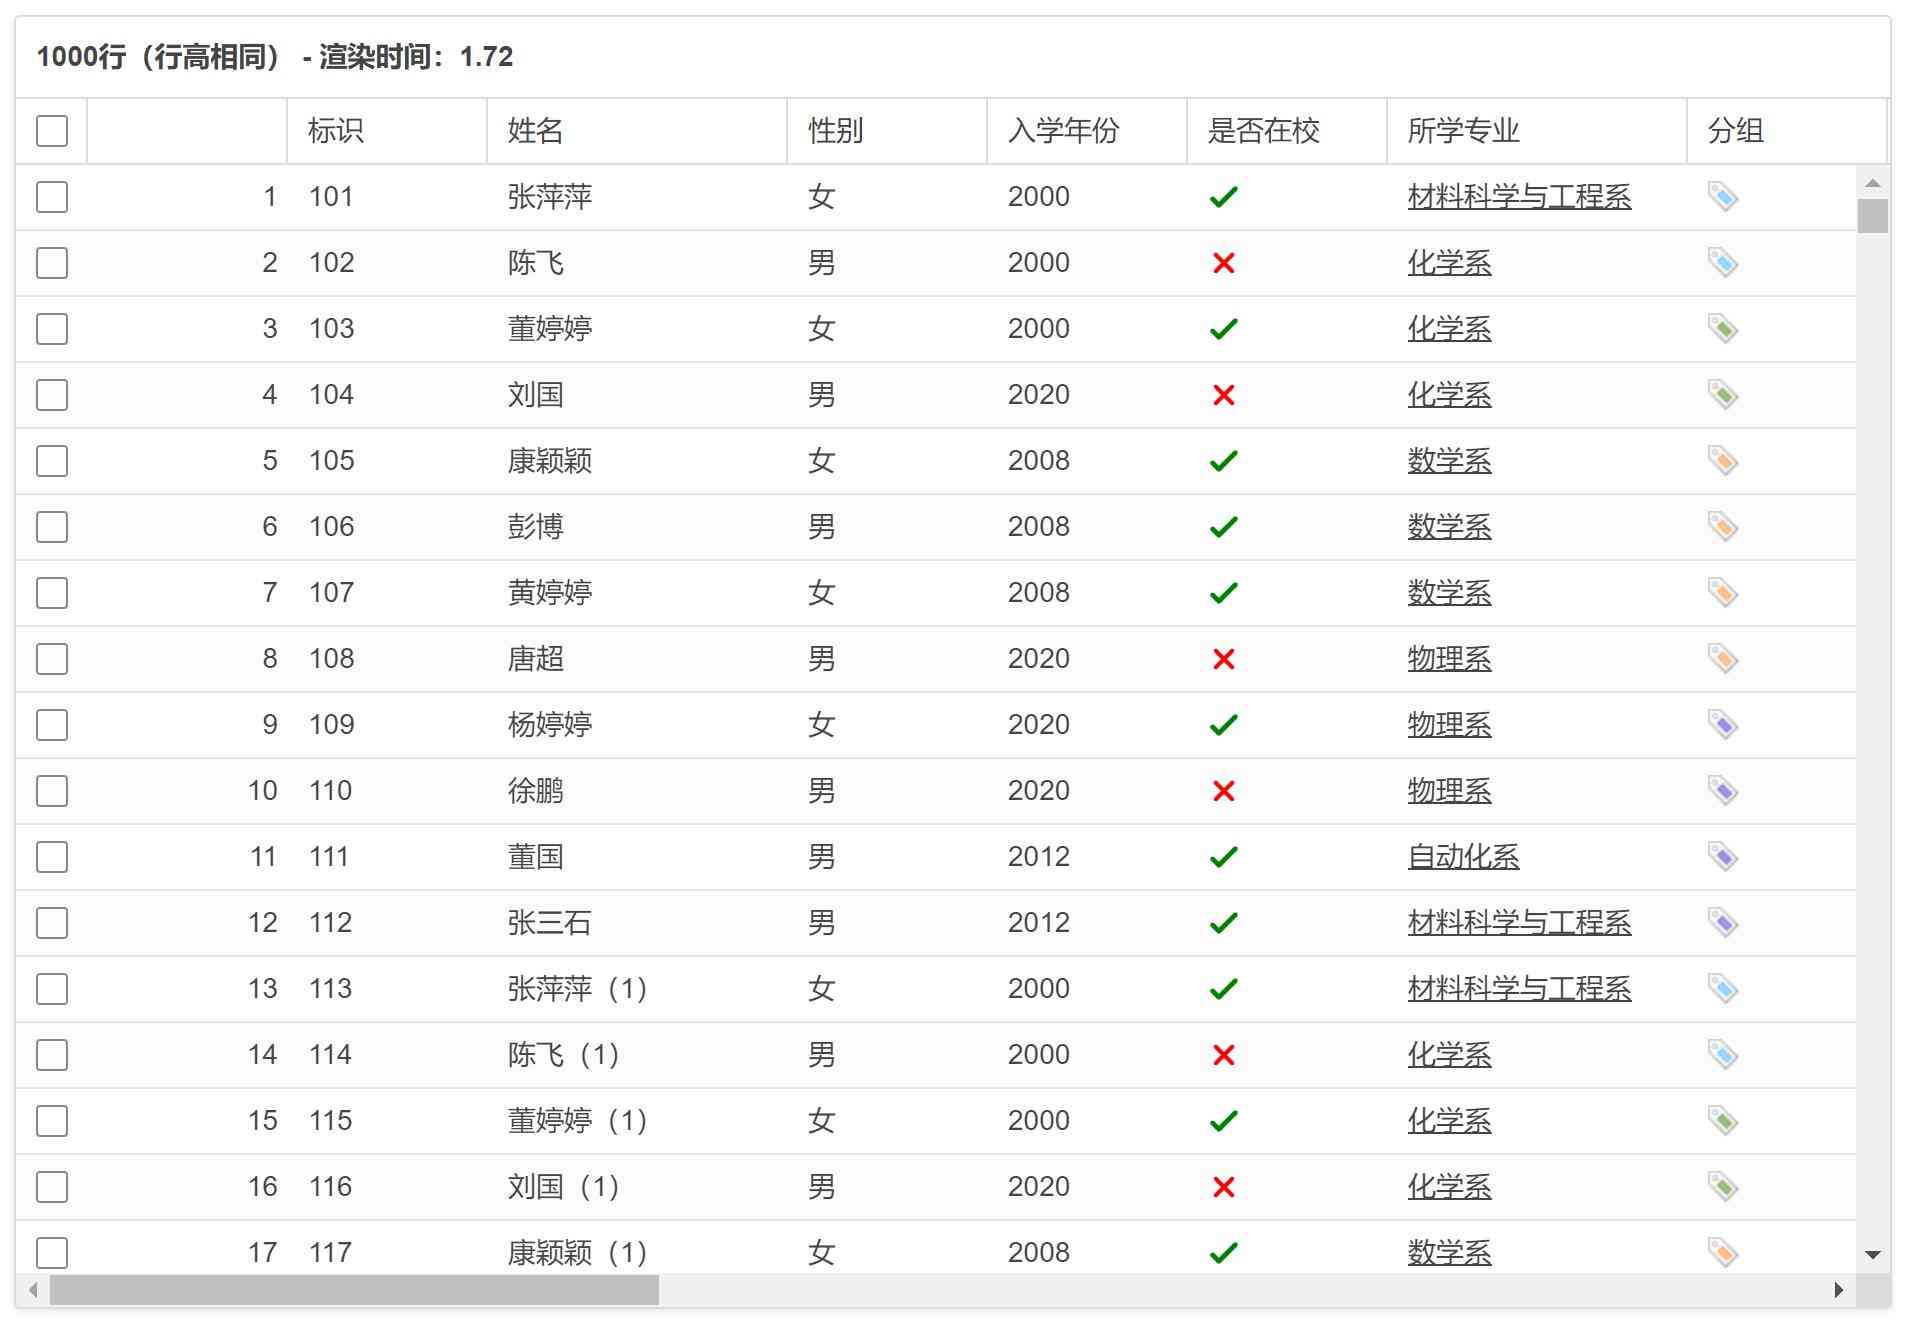 1000行（行高相同） - 渲染时间：1.72
标识 姓名 性别 入学年份 是否在校 所学专业 分组
1 101 张萍萍 女 2000 材料科学与工程系
2 102 陈飞 男 2000 化学系
3 103 董婷婷 女 2000 化学系
4 104 刘国 男 2020 化学系
5 105 康颖颖 女 2008 数学系
6 106 彭博 男 2008 数学系
7 107 黄婷婷 女 2008 数学系
8 108 唐超 男 2020 物理系
9 109 杨婷婷 女 2020 物理系
10 110 徐鹏 男 2020 物理系
11 111 董国 男 2012 自动化系
12 112 张三石 男 2012 材料科学与工程系
13 113 张萍萍（1） 女 2000 材料科学与工程系
14 114 陈飞（1） 男 2000 化学系
15 115 董婷婷（1） 女 2000 化学系
16 116 刘国（1） 男 2020 化学系
17 117 康颖颖（1） 女 2008 数学系